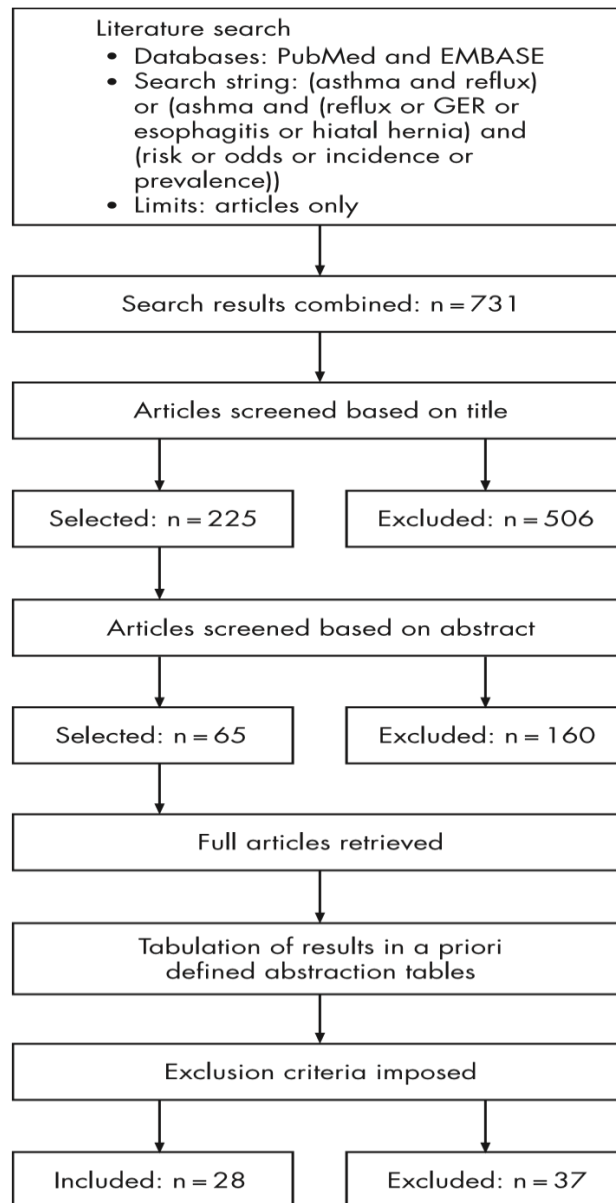 Literature search
• Databases: PubMed and EMBASE
• Search string: (asthma and reflux)
or (ashma and (reflux or GER or
esophagitis or hiatal hernia) and
(risk or odds or incidence or
prevalence))
• Limits: articles only
Search results combined: n = 731
Articles screened based on title
Selected: n = 225
Excluded: n = 506
Articles screened based on abstract
Selected: n = 65
Excluded: n = 160
Full articles retrieved
Tabulation of results in a priori
defined abstraction tables
Exclusion criteria imposed
Included: n = 28
Excluded: n = 37